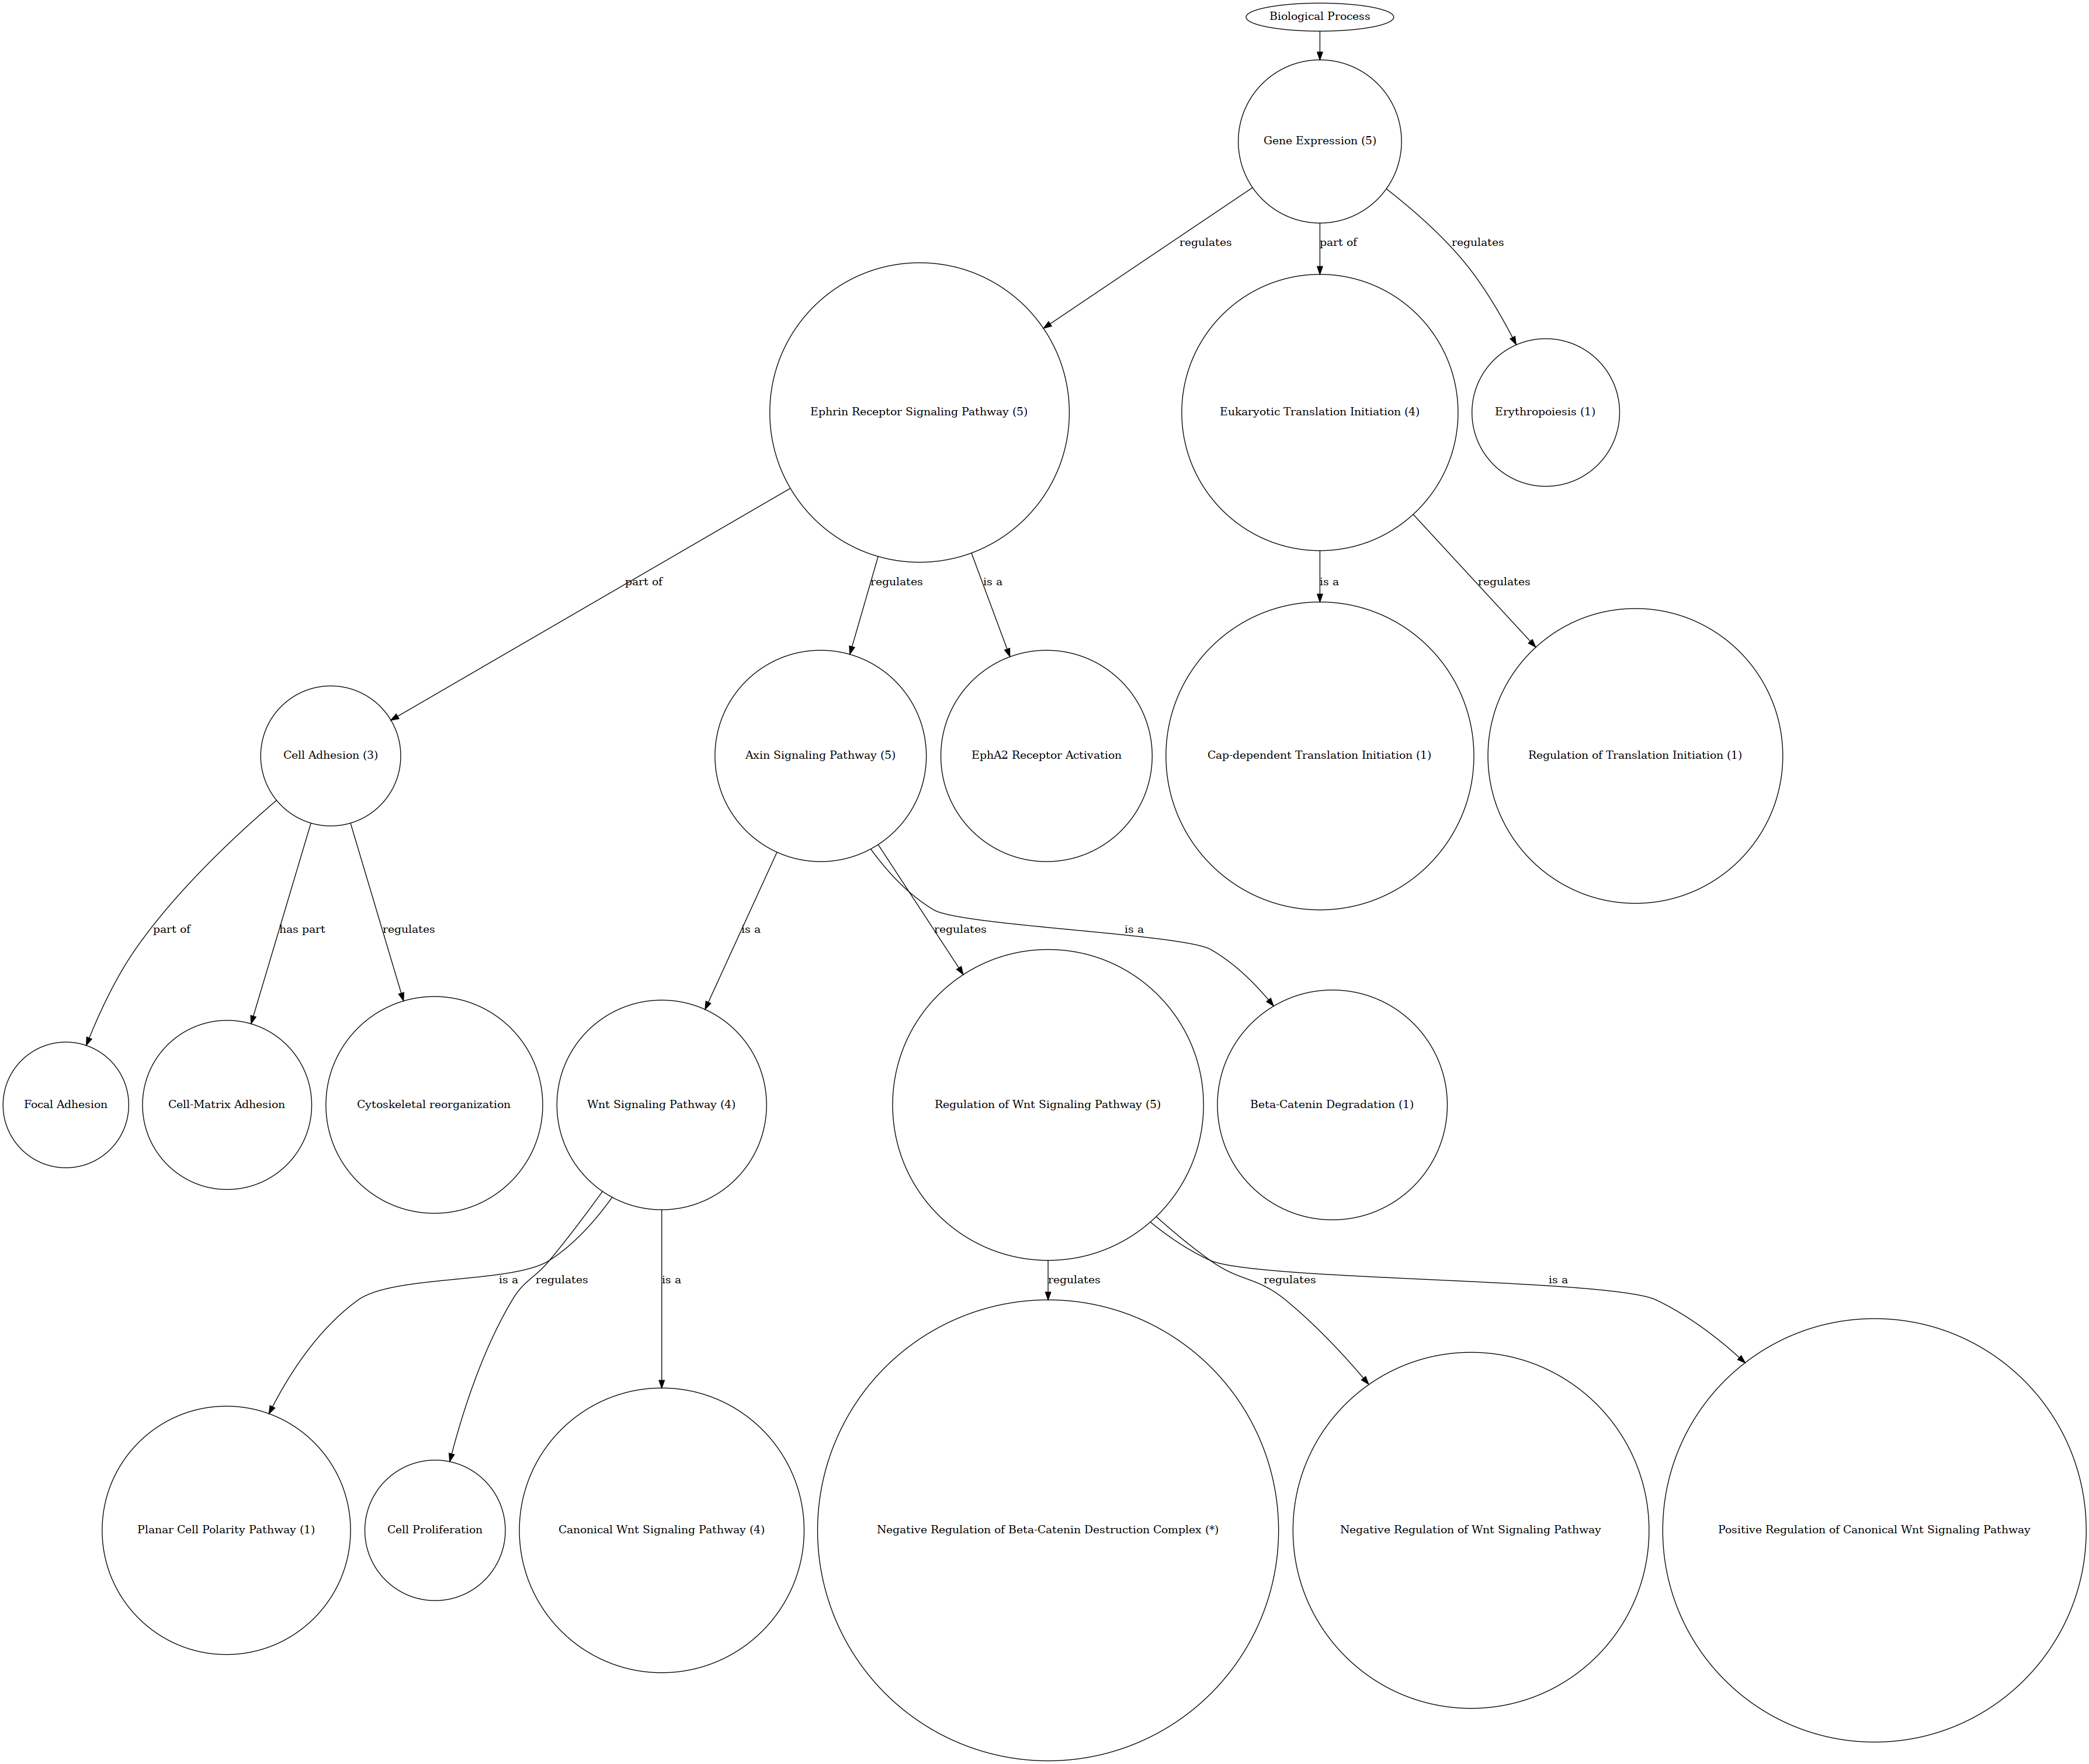 Biological Process
Gene Expression (5)
regulates
part of
regulates
Ephrin Receptor Signaling Pathway (5)
Eukaryotic Translation Initiation (4)
Erythropoiesis (1)
part of
regulates
is a
is a
regulates
Cell Adhesion (3)
Axin Signaling Pathway (5)
EphA2 Receptor Activation
Cap-dependent Translation Initiation (1)
Regulation of Translation Initiation (1)
part of
has part
regulates
is a
regulates
is a
Focal Adhesion
Cell-Matrix Adhesion
Cytoskeletal reorganization
Wnt Signaling Pathway (4)
Regulation of Wnt Signaling Pathway (5)
Beta-Catenin Degradation (1)
is a
regulates
is a
regulates
regulates
is a
Planar Cell Polarity Pathway (1)
Cell Proliferation
Canonical Wnt Signaling Pathway (4)
Negative Regulation of Beta-Catenin Destruction Complex (*)
Negative Regulation of Wnt Signaling Pathway
Positive Regulation of Canonical Wnt Signaling Pathway